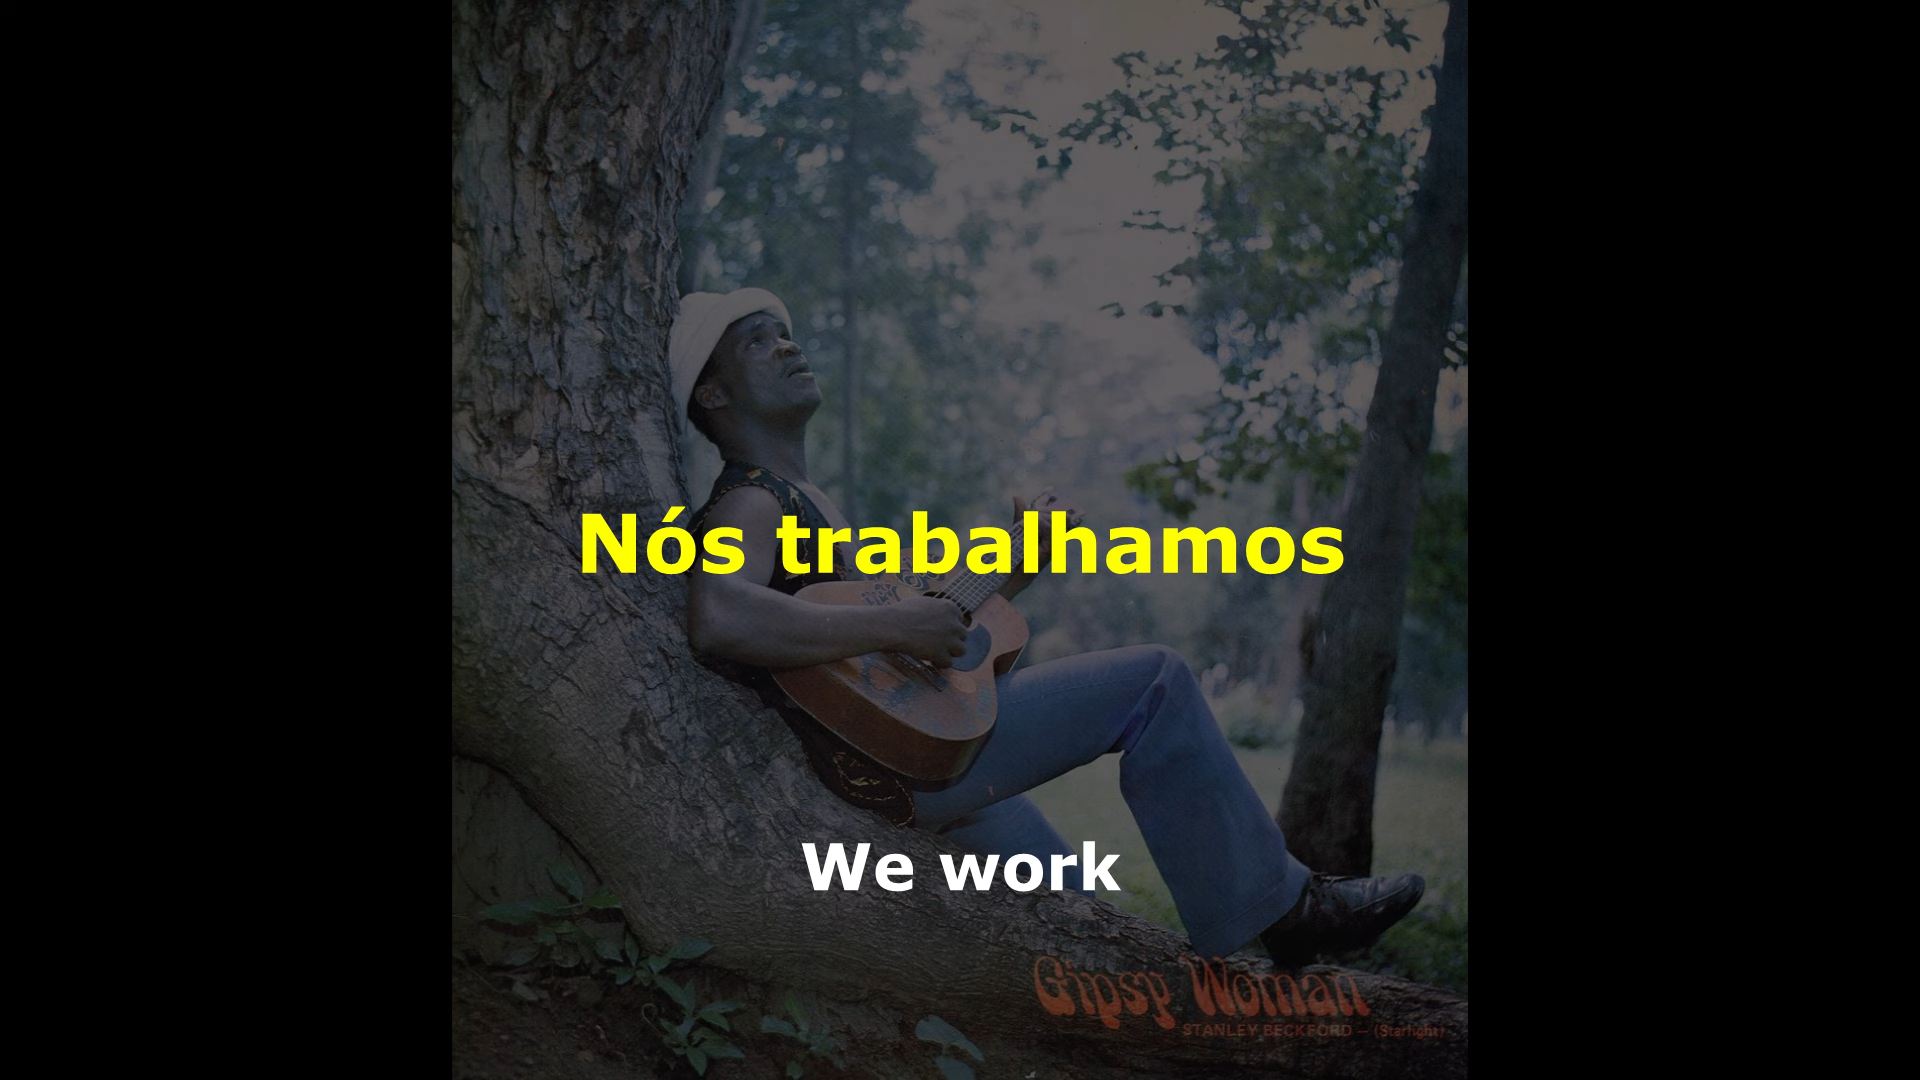 Nós trabalhamos
We work
Gipsy Woman
STANLEY BECKFORD — (Starlight)